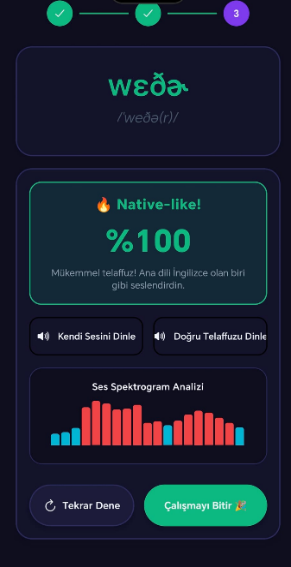 3
wɛðɚ
/ˈweðə(r)/
🔥 Native-like!
%100
Mükemmel telaffuz! Ana dili İngilizce olan biri
gibi seslendirdin.
Kendi Sesini Dinle
Doğru Telaffuzu Dinle
Ses Spektrogram Analizi
Tekrar Dene
Çalışmayı Bitir 🎉